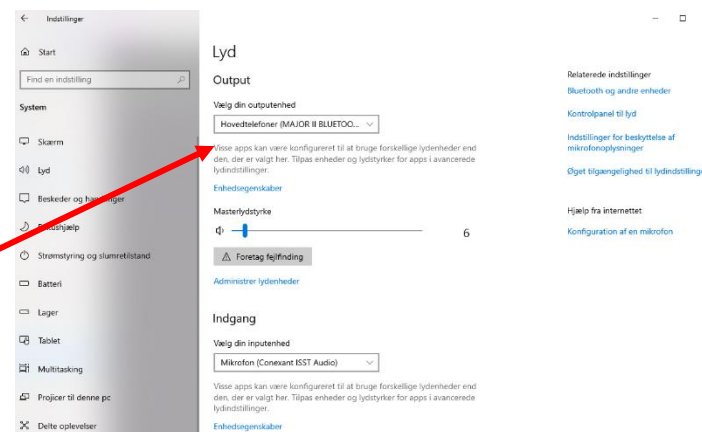 Indstillinger
Start
Find en indstilling
System
Skærm
Lyd
Beskeder og handlinger
Fokushjælp
Strømstyring og slumretilstand
Batteri
Lager
Tablet
Multitasking
Projicer til denne pc
Delte oplevelser
Lyd
Output
Vælg din outputenhed
Hovedtelefoner (MAJOR II BLUETOO...
Visse apps kan være konfigureret til at bruge forskellige lydenheder end
den, der er valgt her. Tilpas enheder og lydstyrker for apps i avancerede
lydindstillinger.
Enhedsegenskaber
Masterlydstyrke
6
Foretag fejlfinding
Administrer lydenheder
Indgang
Vælg din inputenhed
Mikrofon (Conexant ISST Audio)
Visse apps kan være konfigureret til at bruge forskellige lydenheder end
den, der er valgt her. Tilpas enheder og lydstyrker for apps i avancerede
lydindstillinger.
Enhedsegenskaber
Relaterede indstillinger
Bluetooth og andre enheder
Kontrolpanel til lyd
Indstillinger for beskyttelse af
mikrofonoplysninger
Øget tilgængelighed til lydindstillinge
Hjælp fra internettet
Konfiguration af en mikrofon